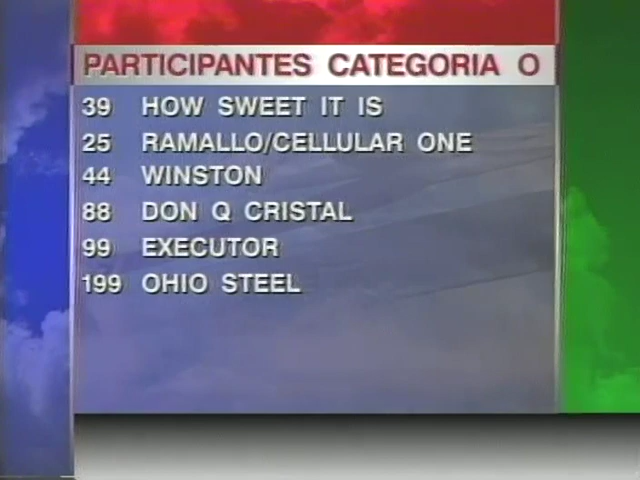 PARTICIPANTES CATEGORIA O
39 HOW SWEET IT IS
25 RAMALLO/CELLULAR ONE
44 WINSTON
88 DON Q CRISTAL
99 EXECUTOR
199 OHIO STEEL